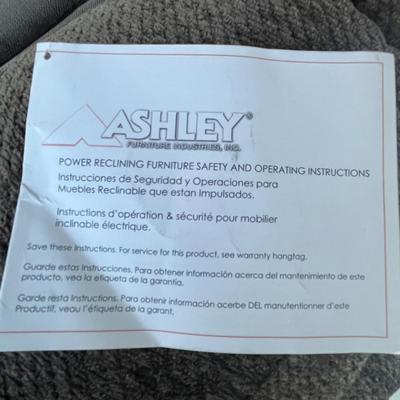 ASHLEY®
FURNITURE INDUSTRIES, INC.
POWER RECLINING FURNITURE SAFETY AND OPERATING INSTRUCTIONS
Instrucciones de Seguridad y Operaciones para
Muebles Reclinable que estan Impulsados.
Instructions d'opération & sécurité pour mobilier
inclinable électrique.
Save these Instructions. For service for this product, see warranty hangtag.
Guarde estas Instrucciones. Para obtener información acerca del mantenimiento de este
producto, vea la etiqueta de la garantía.
Garde resta Instructions. Para obtenir información acerbe DEL manutentionner d'este
Productif, veau l'étiqueta de la garant.